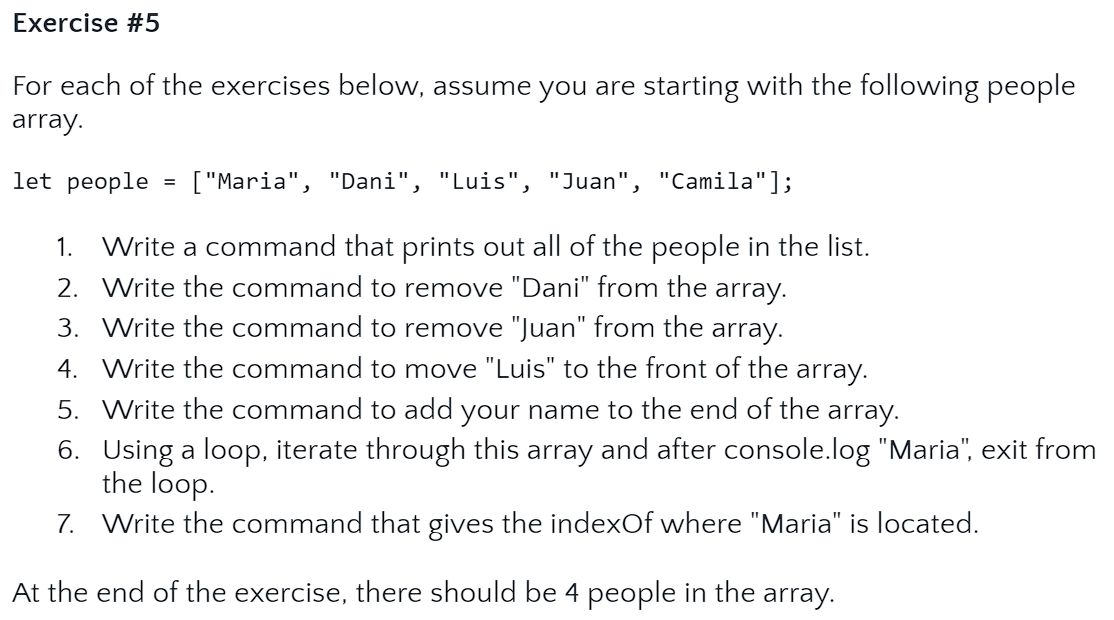 Exercise #5
For each of the exercises below, assume you are starting with the following people
array.
let people = ["Maria", "Dani", "Luis", "Juan", "Camila"];
1. Write a command that prints out all of the people in the list.
2. Write the command to remove "Dani" from the array.
3. Write the command to remove "Juan" from the array.
4. Write the command to move "Luis" to the front of the array.
5. Write the command to add your name to the end of the array.
6. Using a loop, iterate through this array and after console.log "Maria", exit from
the loop.
7. Write the command that gives the indexOf where "Maria" is located.
At the end of the exercise, there should be 4 people in the array.